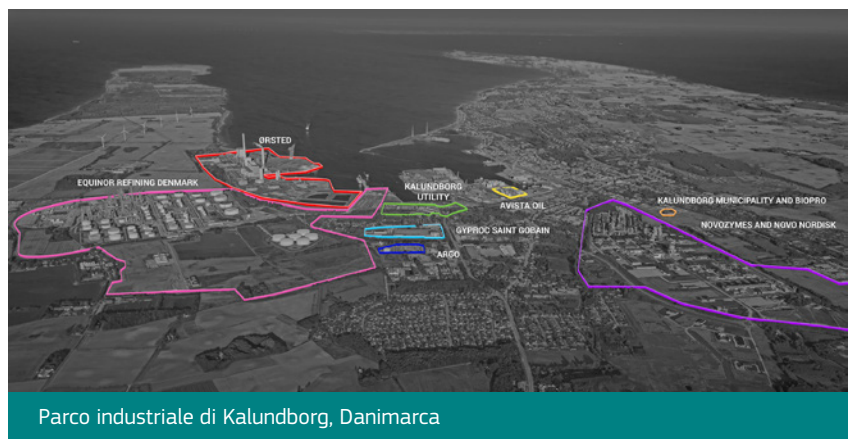 ØRSTED
EQUINOR REFINING DENMARK
KALUNDBORG
UTILITY
AVISTA OIL
KALUNDBORG MUNICIPALITY AND BIOPRO
NOVOZYMES AND NOVO NORDISK
GYPROC SAINT GOBAIN
ARGO
Parco industriale di Kalundborg, Danimarca